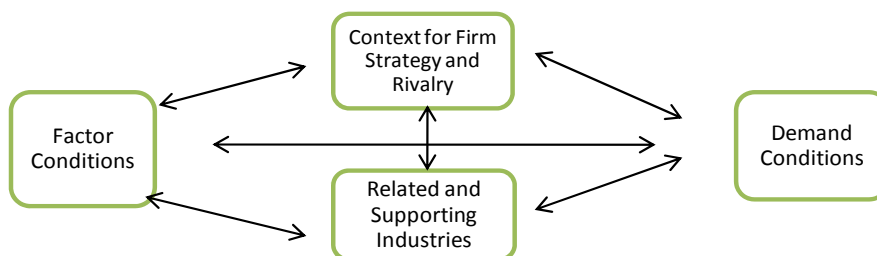 Context for Firm
Strategy and
Rivalry
Factor
Conditions
Demand
Conditions
Related and
Supporting
Industries